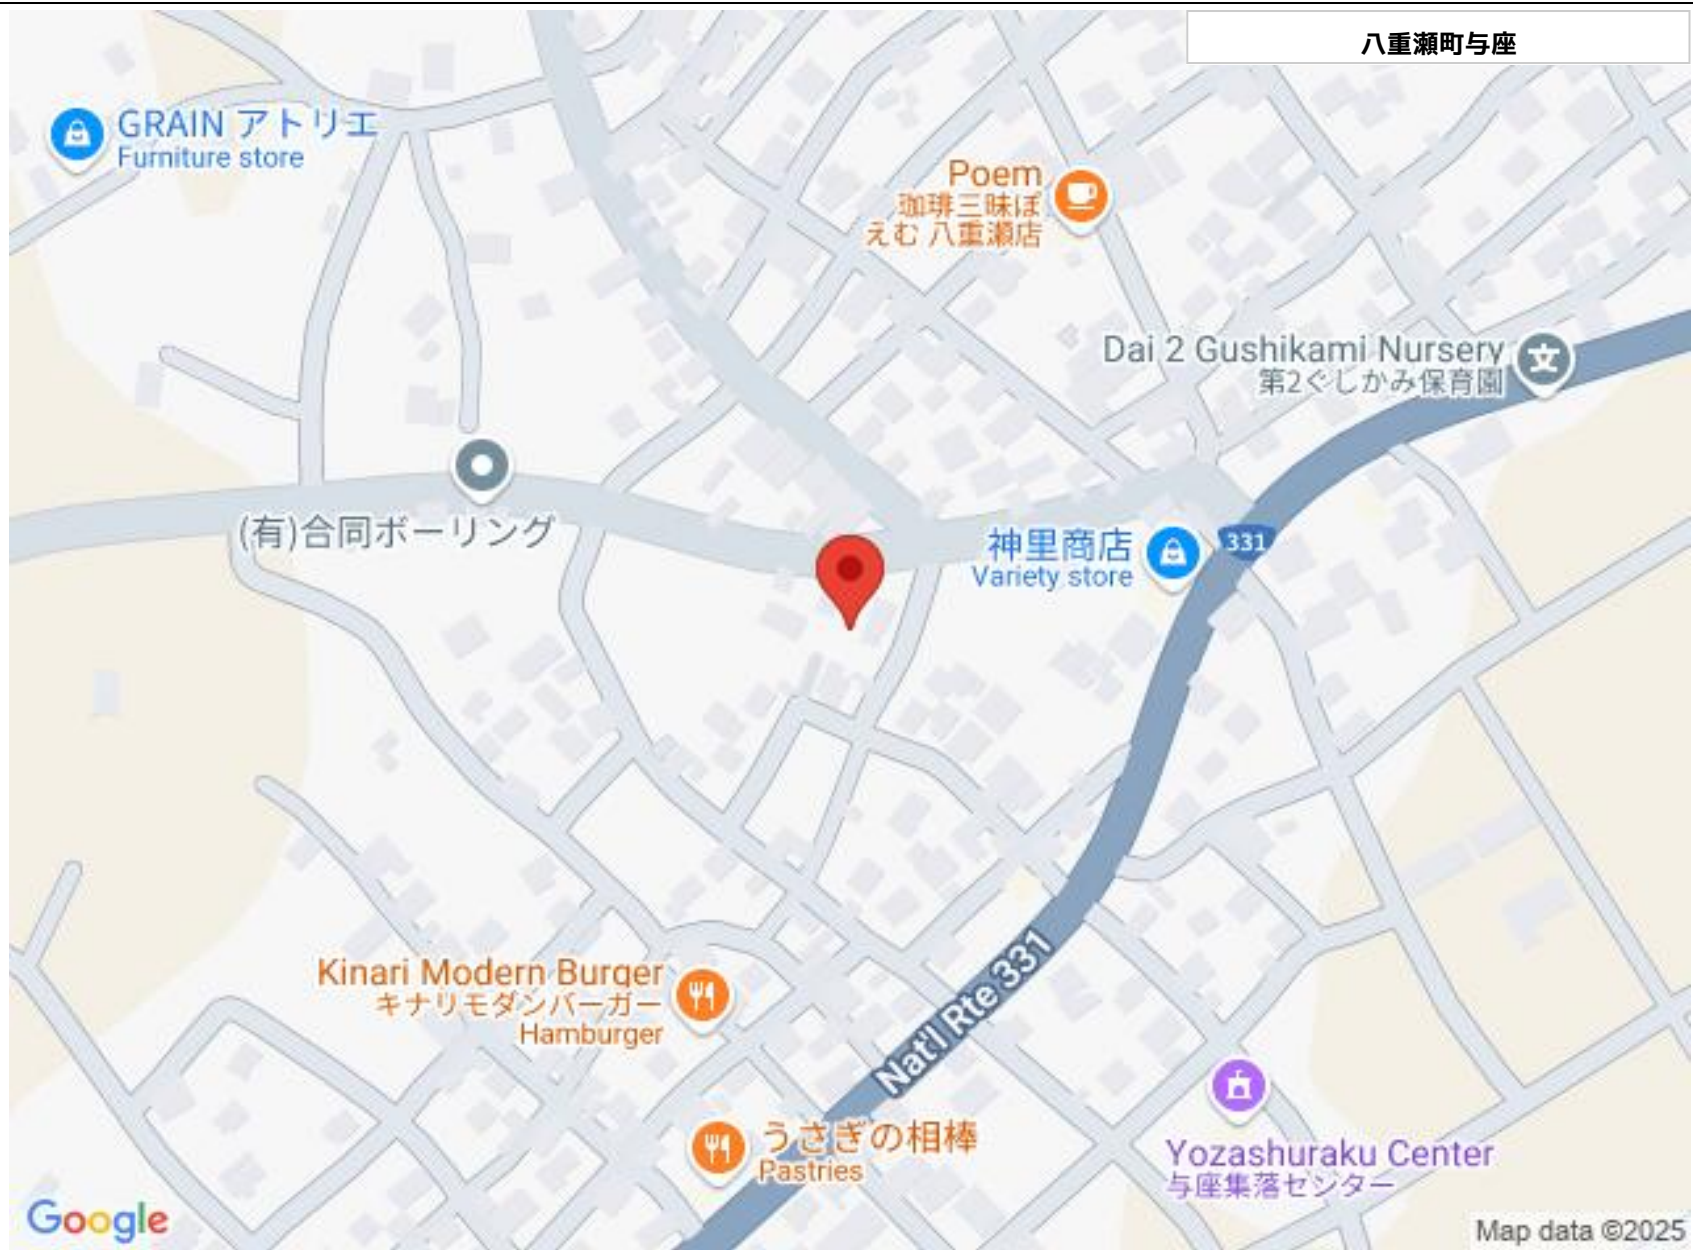 八重瀬町与座
GRAIN アトリエ
Furniture store
Poem
珈琲三昧ぽ
えむ 八重瀬店
Dai 2 Gushikami Nursery
第2ぐしかみ保育園
(有)合同ボーリング
神里商店
Variety store
331
Kinari Modern Burger
キナリモダンバーガー
Hamburger
Nat'l Rte 331
うさぎの相棒
Pastries
Yozashuraku Center
与座集落センター
Google
Map data ©2025